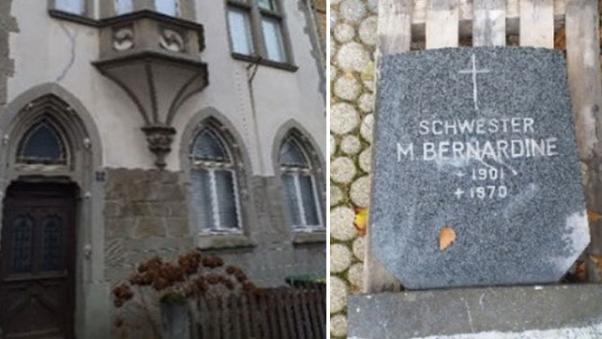 SCHWESTER
M. BERNARDINE
* 1901
+ 1970